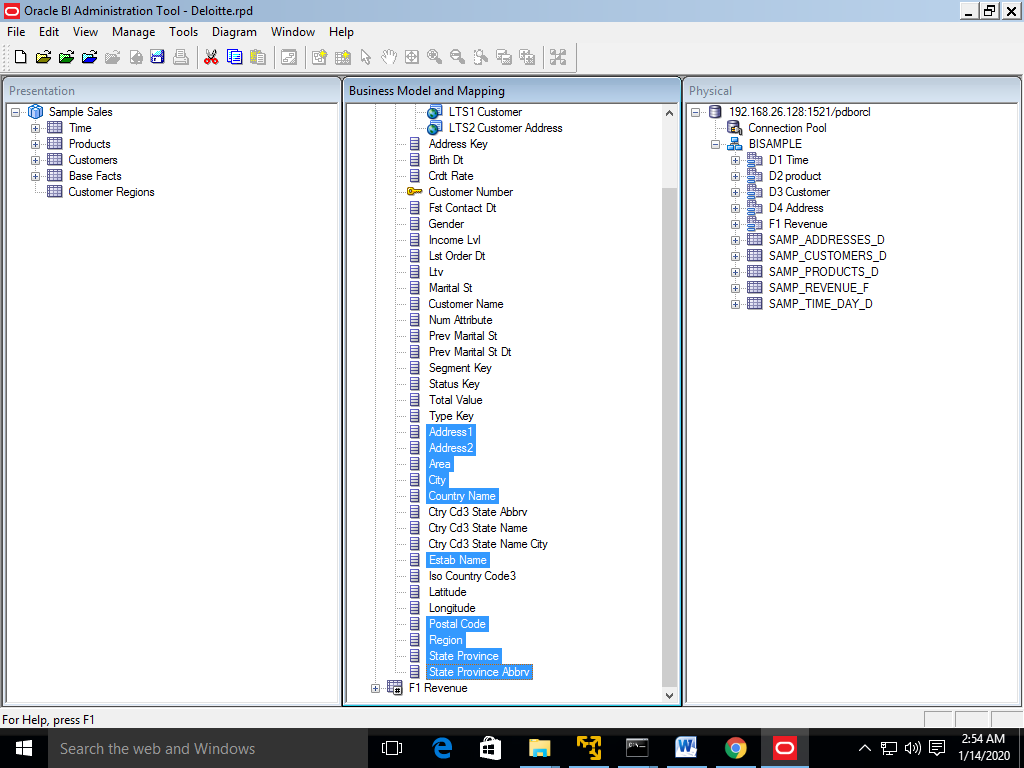 Oracle BI Administration Tool - Deloitte.rpd
File Edit View Manage Tools Diagram Window Help
Presentation
Sample Sales
Time
Products
Customers
Base Facts
Customer Regions
Business Model and Mapping
LTS1 Customer
LTS2 Customer Address
Address Key
Birth Dt
Crdt Rate
Customer Number
Fst Contact Dt
Gender
Income Lvl
Lst Order Dt
Ltv
Marital St
Customer Name
Num Attribute
Prev Marital St
Prev Marital St Dt
Segment Key
Status Key
Total Value
Type Key
Address1
Address2
Area
City
Country Name
Ctry Cd3 State Abbrv
Ctry Cd3 State Name
Ctry Cd3 State Name City
Estab Name
Iso Country Code3
Latitude
Longitude
Postal Code
Region
State Province
State Province Abbrv
F1 Revenue
Physical
192.168.26.128:1521/pdborcl
Connection Pool
BISAMPLE
D1 Time
D2 product
D3 Customer
D4 Address
F1 Revenue
SAMP_ADDRESSES_D
SAMP_CUSTOMERS_D
SAMP_PRODUCTS_D
SAMP_REVENUE_F
SAMP_TIME_DAY_D
For Help, press F1
Search the web and Windows
2:54 AM
1/14/2020